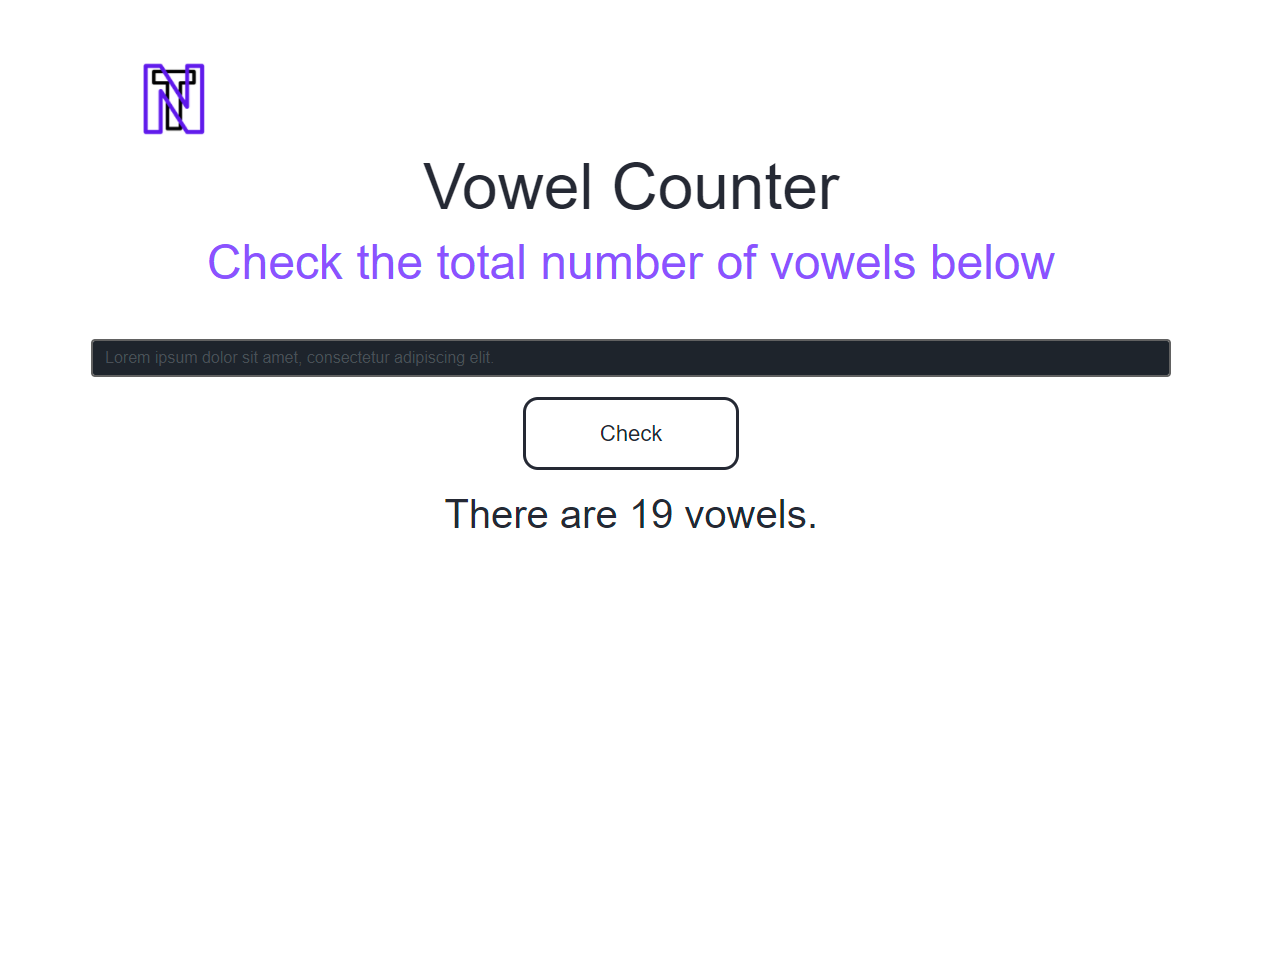 NT
Vowel Counter
Check the total number of vowels below
Lorem ipsum dolor sit amet, consectetur adipiscing elit.
Check
There are 19 vowels.